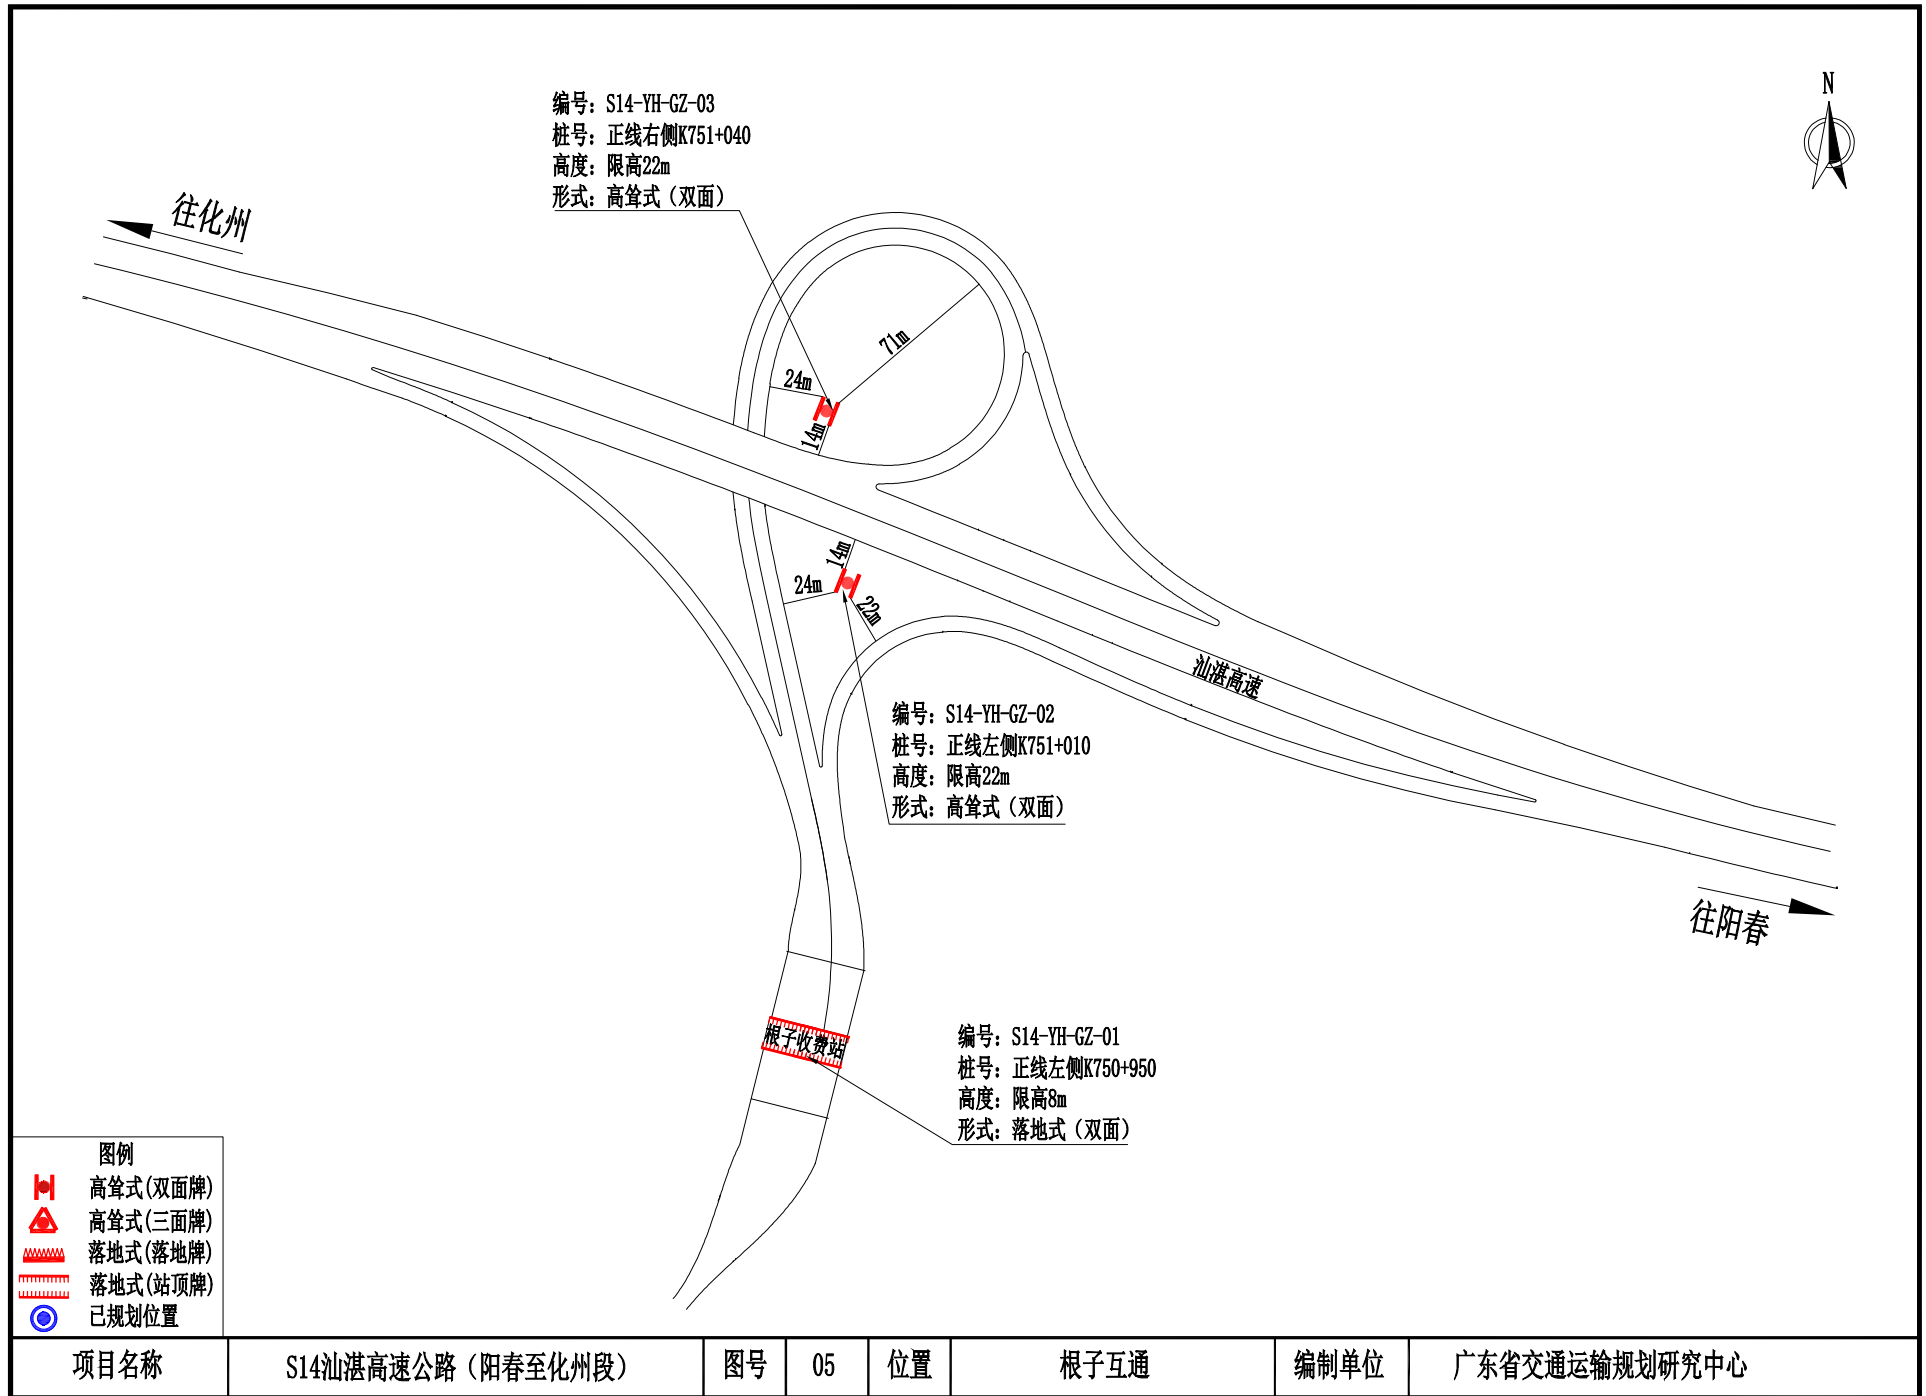 N
编号：S14-YH-GZ-03
桩号：正线右侧K751+040
高度：限高22m
形式：高耸式（双面）
往化州
71m
24m
14m
14m
24m
22m
汕湛高速
编号：S14-YH-GZ-02
桩号：正线左侧K751+010
高度：限高22m
形式：高耸式（双面）
往阳春
根子收费站
编号：S14-YH-GZ-01
桩号：正线左侧K750+950
高度：限高8m
形式：落地式（双面）
图例
高耸式(双面牌)
高耸式(三面牌)
落地式(落地牌)
落地式(站顶牌)
已规划位置
项目名称 S14汕湛高速公路（阳春至化州段） 图号 05 位置 根子互通 编制单位 广东省交通运输规划研究中心